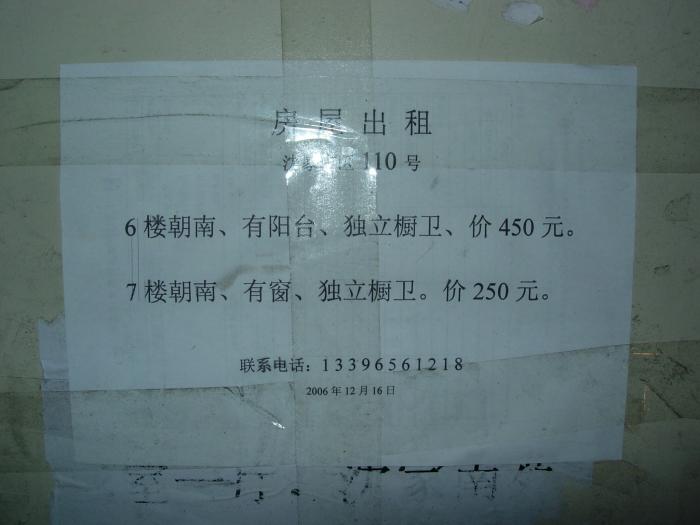 房屋出租
110号
6楼朝南、有阳台、独立橱卫、价450元。
7楼朝南、有窗、独立橱卫。价250元。
联系电话：13396561218
2006年12月16日